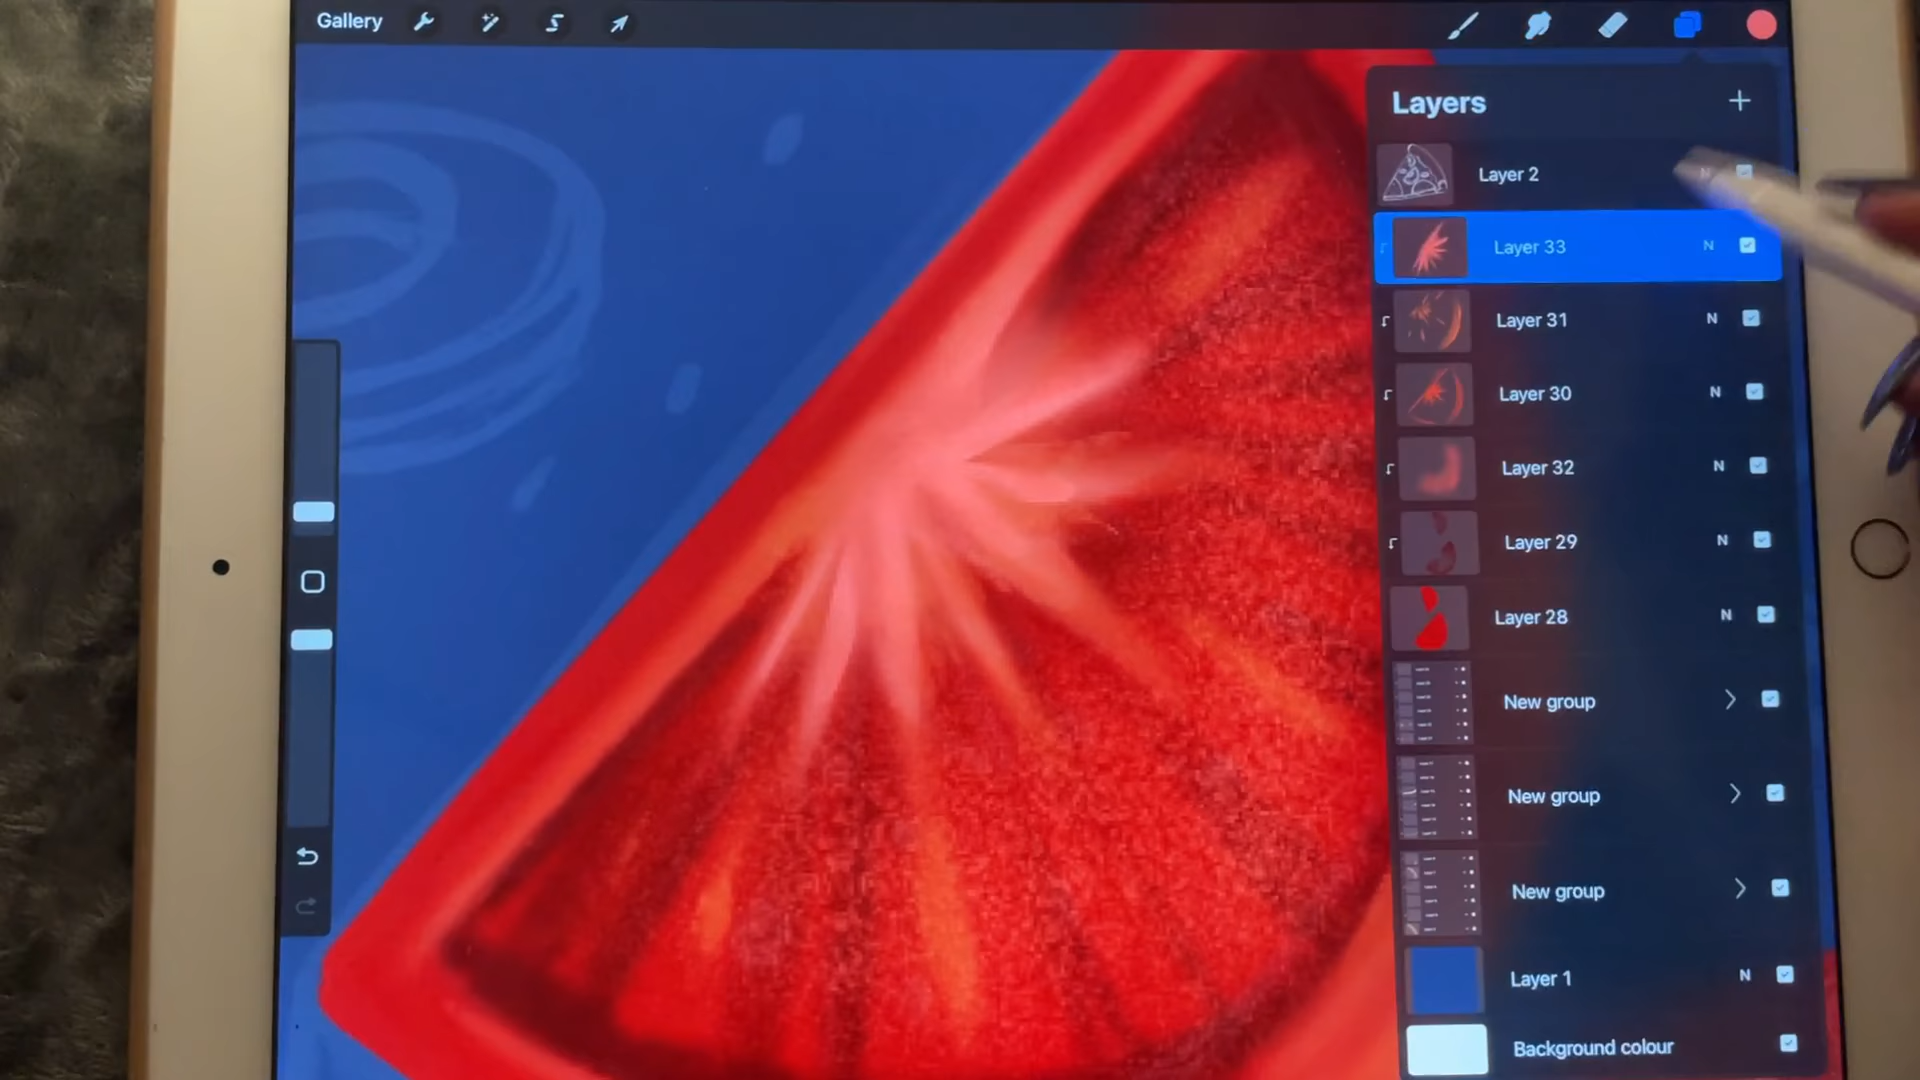 Gallery
Layers
Layer 2
Layer 33 N
Layer 31 N
Layer 30 N
Layer 32 N
Layer 29 N
Layer 28 N
New group
New group
New group
Layer 1 N
Background colour